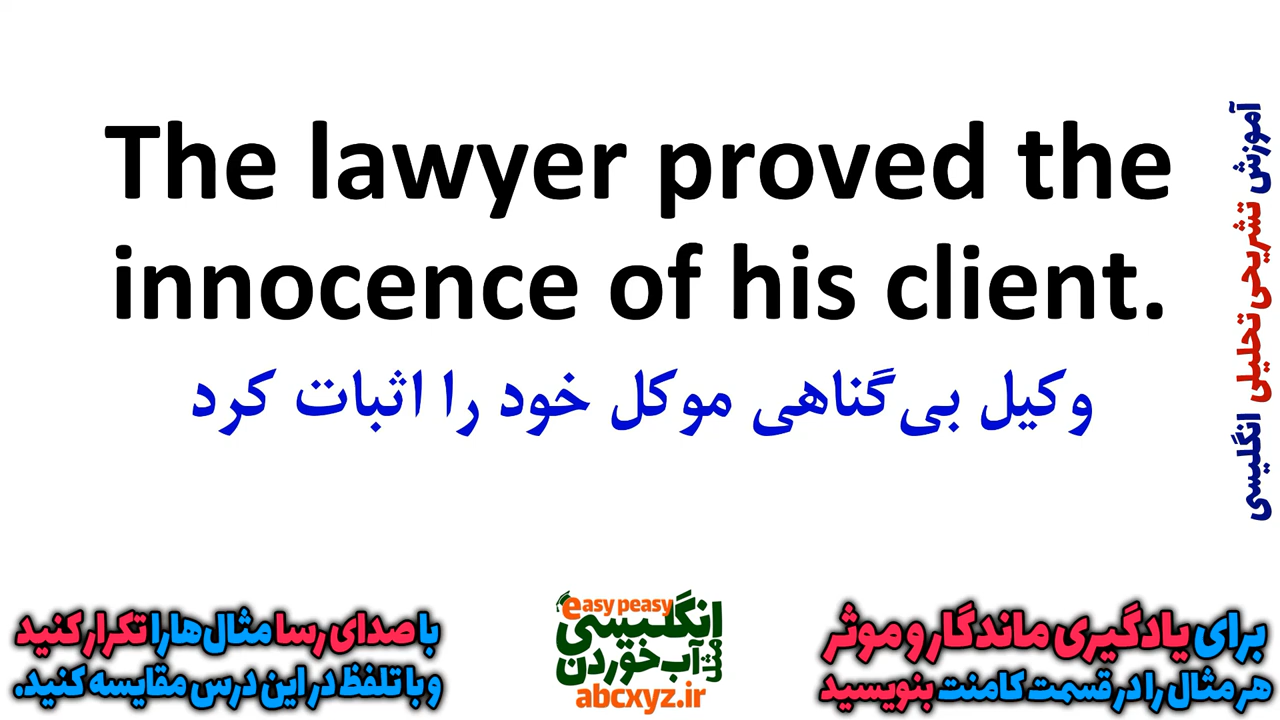 The lawyer proved the
innocence of his client.
وکیل بی‌گناهی موکل خود را اثبات کرد
آموزش تشریحی تحلیلی انگلیسی
برای یادگیری ماندگار و موثر
هر مثال را در قسمت کامنت بنویسید
easy peasy
انگلیسی
مثل آب خوردن
abcxyz.ir
با صدای رسا مثال‌ها را تکرار کنید
و با تلفظ در این درس مقایسه کنید.